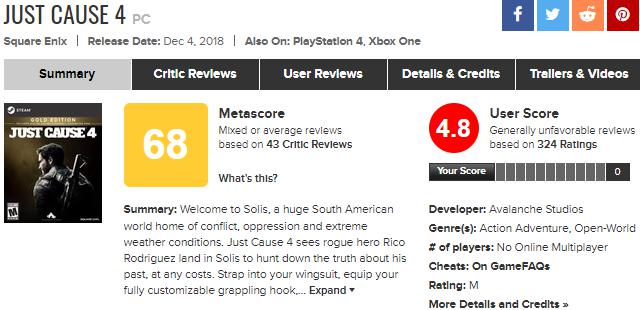 JUST CAUSE 4 PC
Square Enix | Release Date: Dec 4, 2018 | Also On: PlayStation 4, Xbox One
Summary
Critic Reviews
User Reviews
Details & Credits
Trailers & Videos
STEAM
GOLD EDITION
JUST CAUSE 4
68
Metascore
Mixed or average reviews
based on 43 Critic Reviews
What's this?
4.8
User Score
Generally unfavorable reviews
based on 324 Ratings
Your Score
0
Summary: Welcome to Solis, a huge South American
world home of conflict, oppression and extreme
weather conditions. Just Cause 4 sees rogue hero Rico
Rodriguez land in Solis to hunt down the truth about his
past, at any costs. Strap into your wingsuit, equip your
fully customizable grappling hook,... Expand
Developer: Avalanche Studios
Genre(s): Action Adventure, Open-World
# of players: No Online Multiplayer
Cheats: On GameFAQs
Rating: M
More Details and Credits »